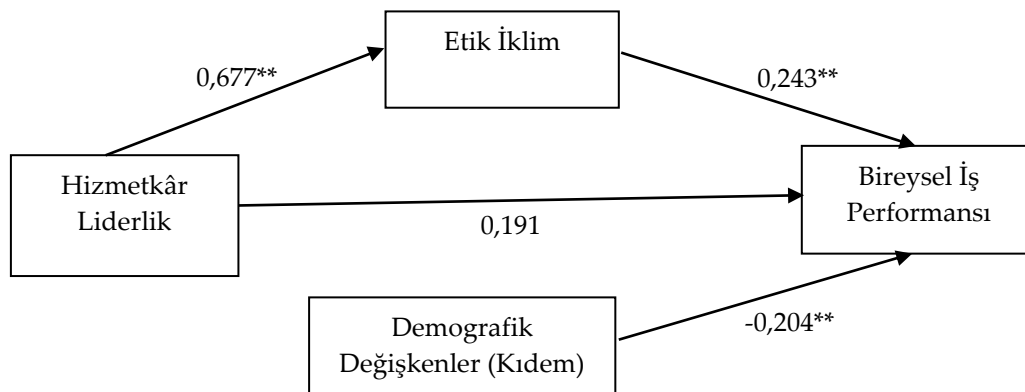 Etik İklim
0,677**
0,243**
Hizmetkâr
Liderlik
Bireysel İş
Performansı
0,191
Demografik
Değişkenler (Kıdem)
-0,204**